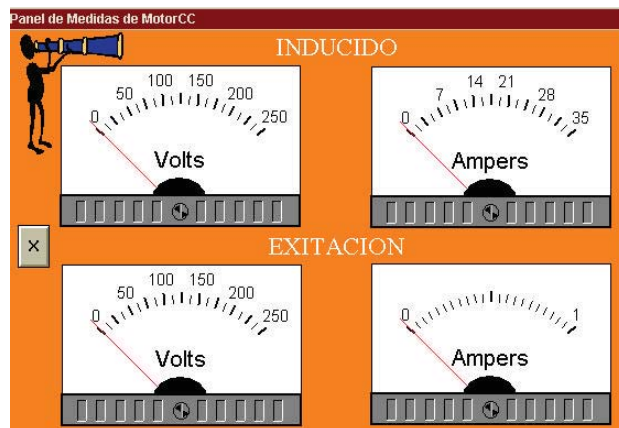 Panel de Medidas de MotorCC
INDUCIDO
0 50 100 150 200 250
Volts
0 7 14 21 28 35
Ampers
×
EXITACION
0 50 100 150 200 250
Volts
0 1
Ampers